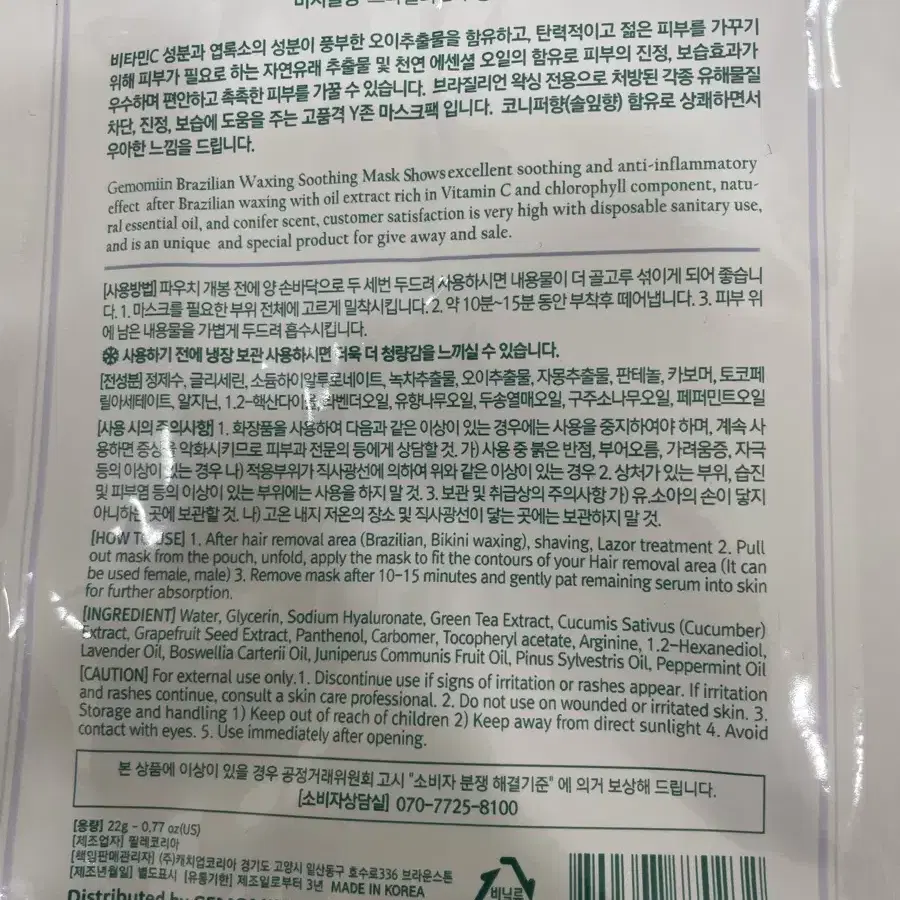 비타민C 성분과 엽록소의 성분이 풍부한 오이추출물을 함유하고, 탄력적이고 젊은 피부를 가꾸기
위해 피부가 필요로 하는 자연유래 추출물 및 천연 에센셜 오일의 함유로 피부의 진정, 보습효과가
우수하며 편안하고 촉촉한 피부를 가꿀 수 있습니다. 브라질리언 왁싱 전용으로 처방된 각종 유해물질
차단, 진정, 보습에 도움을 주는 고품격 Y존 마스크팩 입니다. 코니퍼향(솔잎향) 함유로 상쾌하면서
우아한 느낌을 드립니다.
Gemomiin Brazilian Waxing Soothing Mask Shows excellent soothing and anti-inflammatory
effect after Brazilian waxing with oil extract rich in Vitamin C and chlorophyll component, natu-
ral essential oil, and conifer scent, customer satisfaction is very high with disposable sanitary use,
and is an unique and special product for give away and sale.
[사용방법] 파우치 개봉 전에 양 손바닥으로 두 세번 두드려 사용하시면 내용물이 더 골고루 섞이게 되어 좋습니
다. 1. 마스크를 필요한 부위 전체에 고르게 밀착시킵니다. 2. 약 10분~15분 동안 부착후 떼어냅니다. 3. 피부 위
에 남은 내용물을 가볍게 두드려 흡수시킵니다.
❄ 사용하기 전에 냉장 보관 사용하시면 더욱 더 청량감을 느끼실 수 있습니다.
[전성분] 정제수, 글리세린, 소듐하이알루로네이트, 녹차추출물, 오이추출물, 자몽추출물, 판테놀, 카보머, 토코페
릴아세테이트, 알지닌, 1.2-핵산다이올, 라벤더오일, 유향나무오일, 두송열매오일, 구주소나무오일, 페퍼민트오일
[사용 시의 주의사항] 1. 화장품을 사용하여 다음과 같은 이상이 있는 경우에는 사용을 중지하여야 하며, 계속 사
용하면 증상을 악화시키므로 피부과 전문의 등에게 상담할 것. 가) 사용 중 붉은 반점, 부어오름, 가려움증, 자극
등의 이상이 있는 경우 나) 적용부위가 직사광선에 의하여 위와 같은 이상이 있는 경우 2. 상처가 있는 부위, 습진
및 피부염 등의 이상이 있는 부위에는 사용을 하지 말 것. 3. 보관 및 취급상의 주의사항 가) 유.소아의 손이 닿지
아니하는 곳에 보관할 것. 나) 고온 내지 저온의 장소 및 직사광선이 닿는 곳에는 보관하지 말 것.
[HOW TO USE] 1. After hair removal area (Brazilian, Bikini waxing), shaving, Lazor treatment 2. Pull
out mask from the pouch, unfold, apply the mask to fit the contours of your Hair removal area (It can
be used female, male) 3. Remove mask after 10-15 minutes and gently pat remaining serum into skin
for further absorption.
[INGREDIENT] Water, Glycerin, Sodium Hyaluronate, Green Tea Extract, Cucumis Sativus (Cucumber)
Extract, Grapefruit Seed Extract, Panthenol, Carbomer, Tocopheryl acetate, Arginine, 1.2-Hexanediol,
Lavender Oil, Boswellia Carterii Oil, Juniperus Communis Fruit Oil, Pinus Sylvestris Oil, Peppermint Oil
[CAUTION] For external use only.1. Discontinue use if signs of irritation or rashes appear. If irritation
and rashes continue, consult a skin care professional. 2. Do not use on wounded or irritated skin. 3.
Storage and handling 1) Keep out of reach of children 2) Keep away from direct sunlight 4. Avoid
contact with eyes. 5. Use immediately after opening.
본 상품에 이상이 있을 경우 공정거래위원회 고시 "소비자 분쟁 해결기준" 에 의거 보상해 드립니다.
[소비자상담실] 070-7725-8100
[용량] 22g - 0.77 oz(US)
[제조업자] 필레코리아
[책임판매관리자] (주)캐치업코리아 경기도 고양시 일산동구 호수로336 브라운스톤
[제조년월일] 별도표시 [유통기한] 제조일로부터 3년 MADE IN KOREA
비닐류
Distributed by